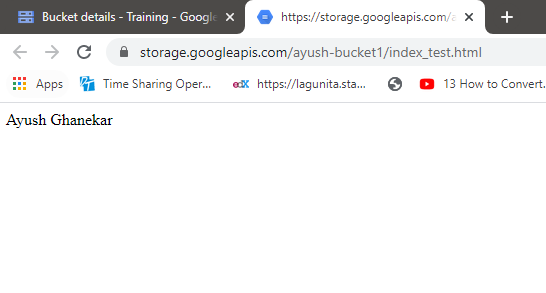 Bucket details - Training - Google
https://storage.googleapis.com/a
storage.googleapis.com/ayush-bucket1/index_test.html
Apps
Time Sharing Oper...
edX
https://lagunita.sta...
13 How to Convert.
Ayush Ghanekar